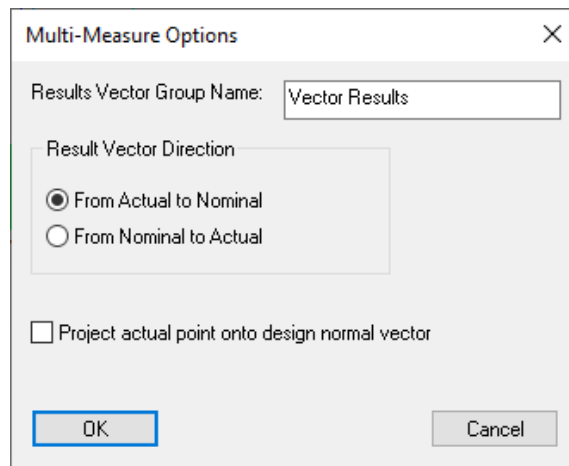 Multi-Measure Options
Results Vector Group Name: Vector Results
Result Vector Direction
From Actual to Nominal
From Nominal to Actual
Project actual point onto design normal vector
OK Cancel